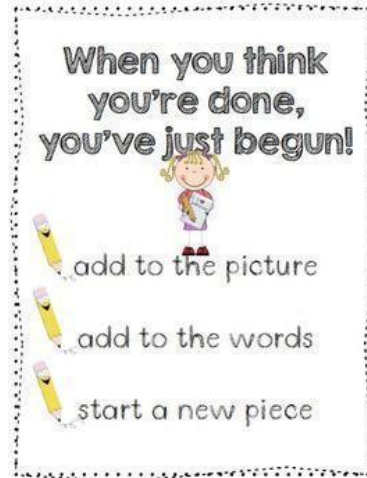 When you think
you're done,
you've just begun!
add to the picture
add to the words
start a new piece